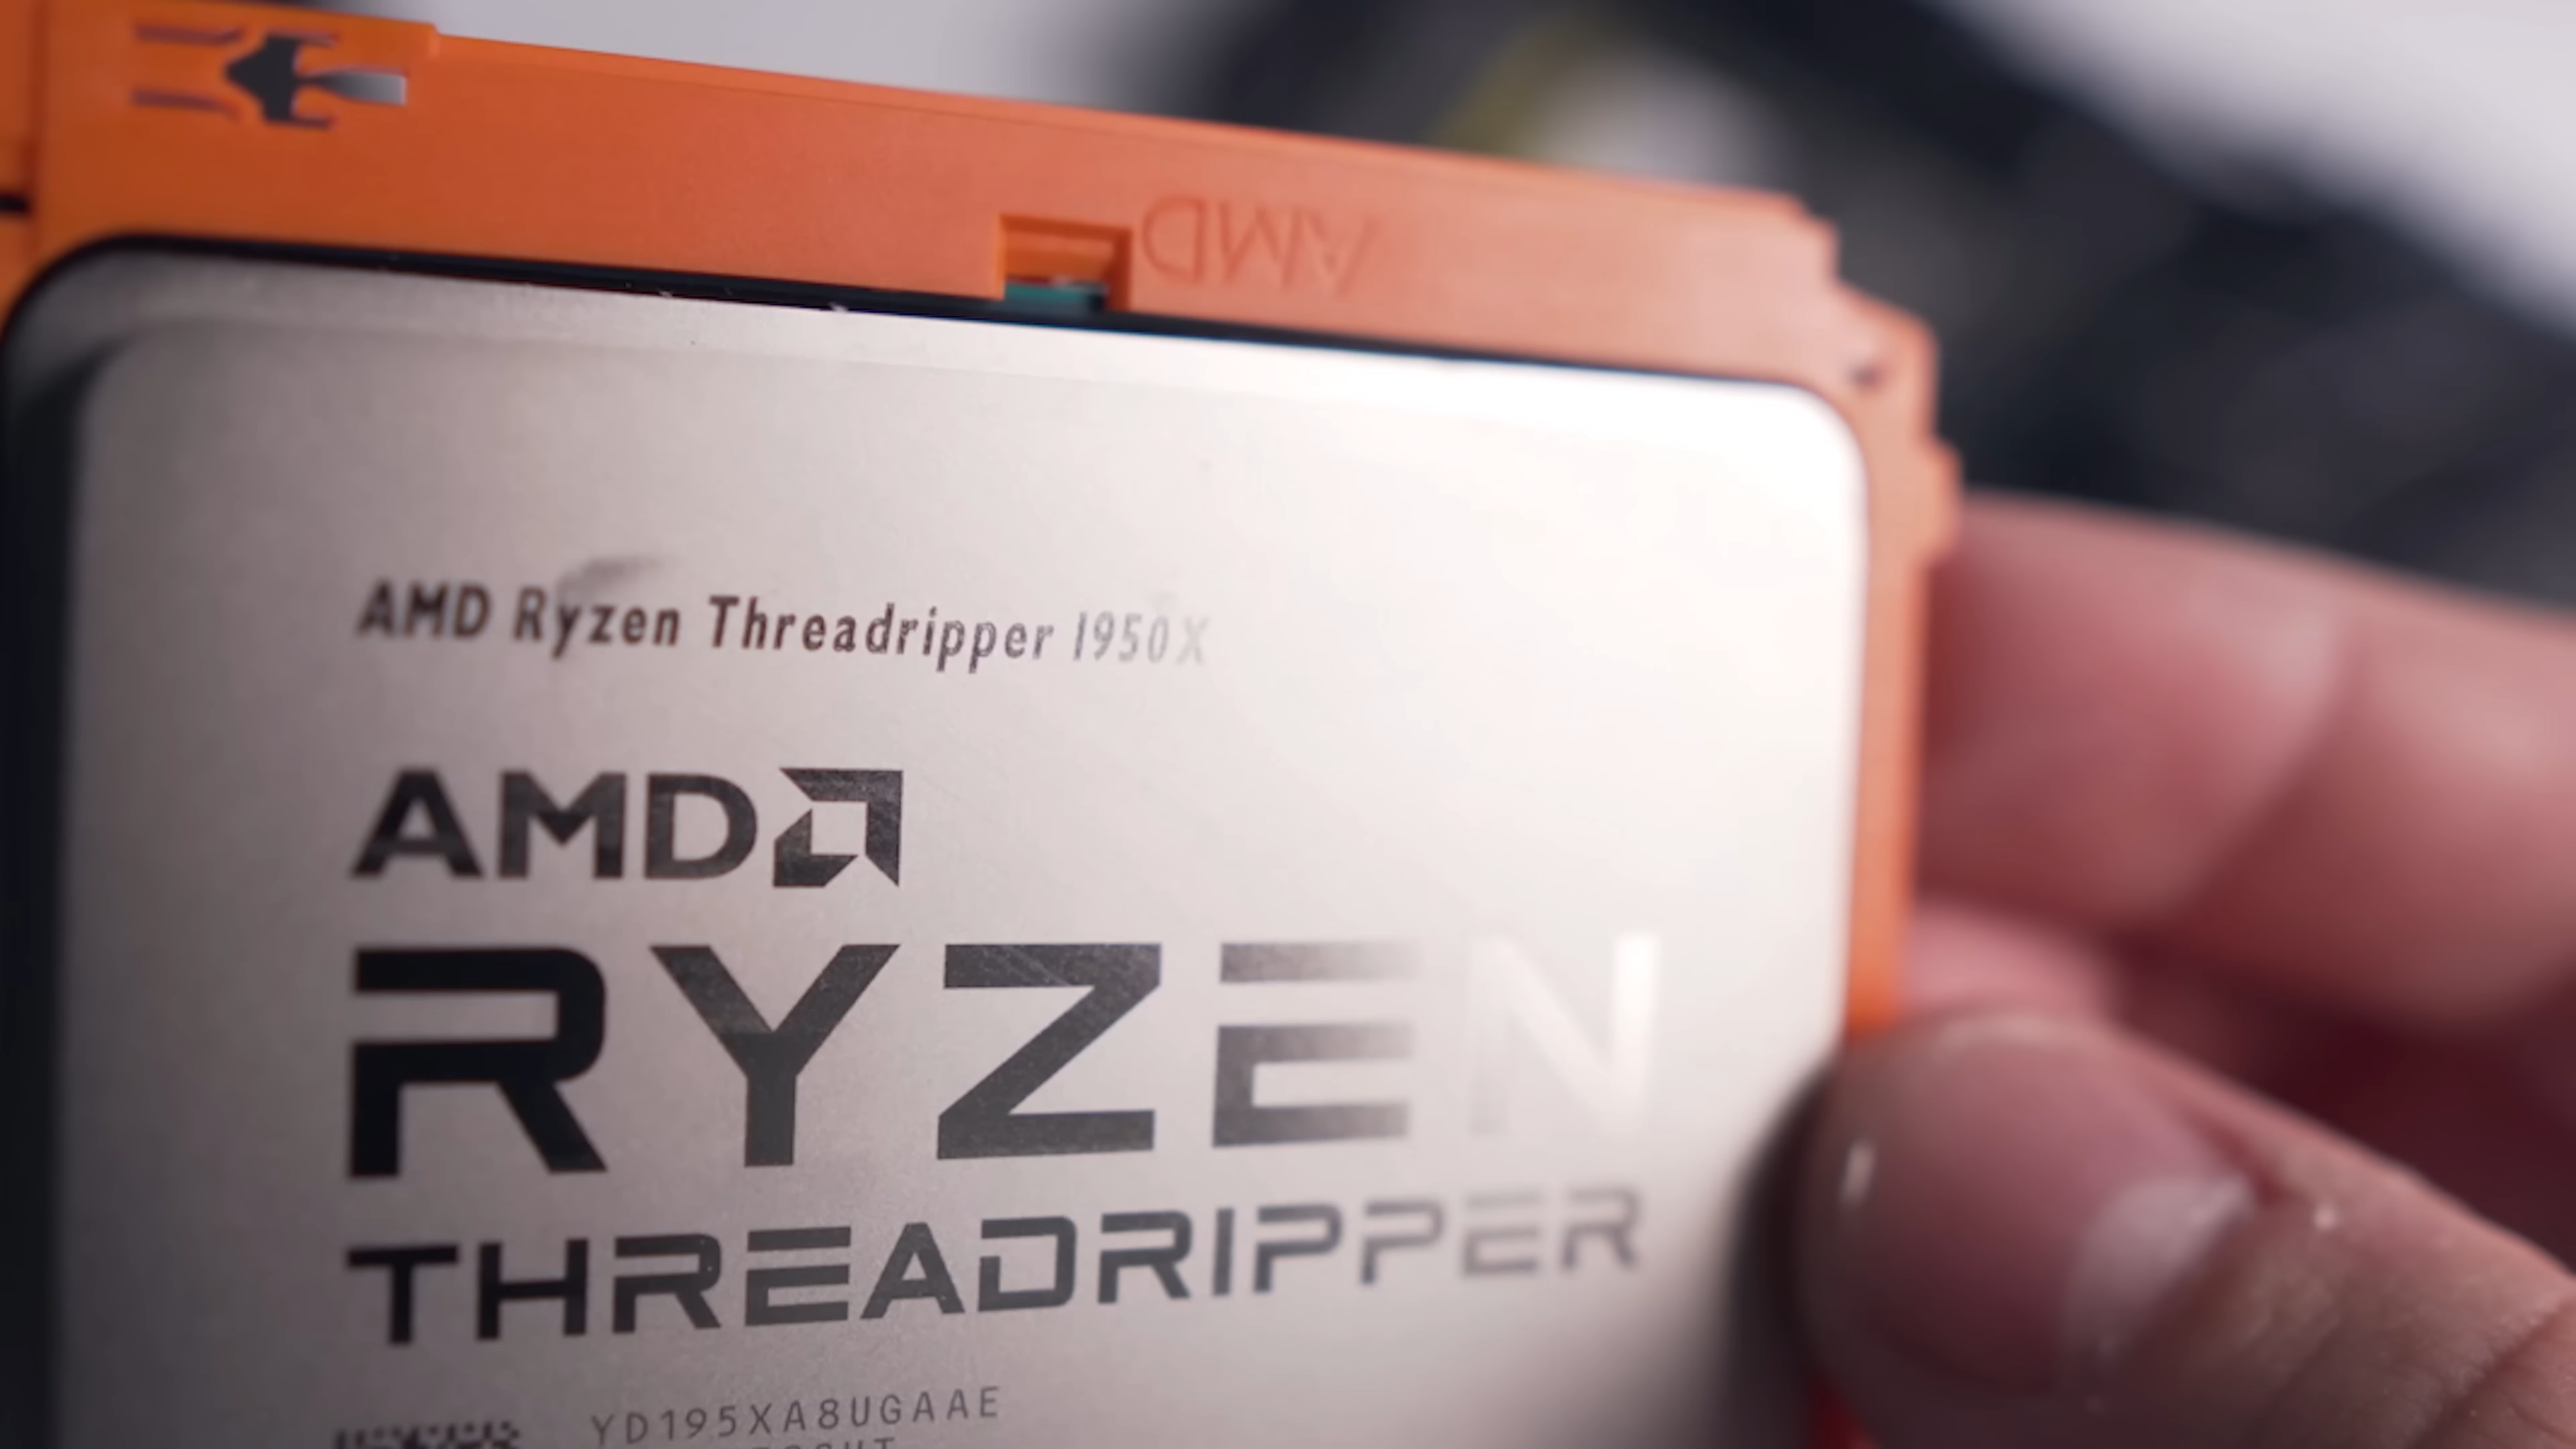 AMD
AMD Ryzen Threadripper 1950X
AMD
RYZEN
THREADRIPPER
YD195XA8UGAAE